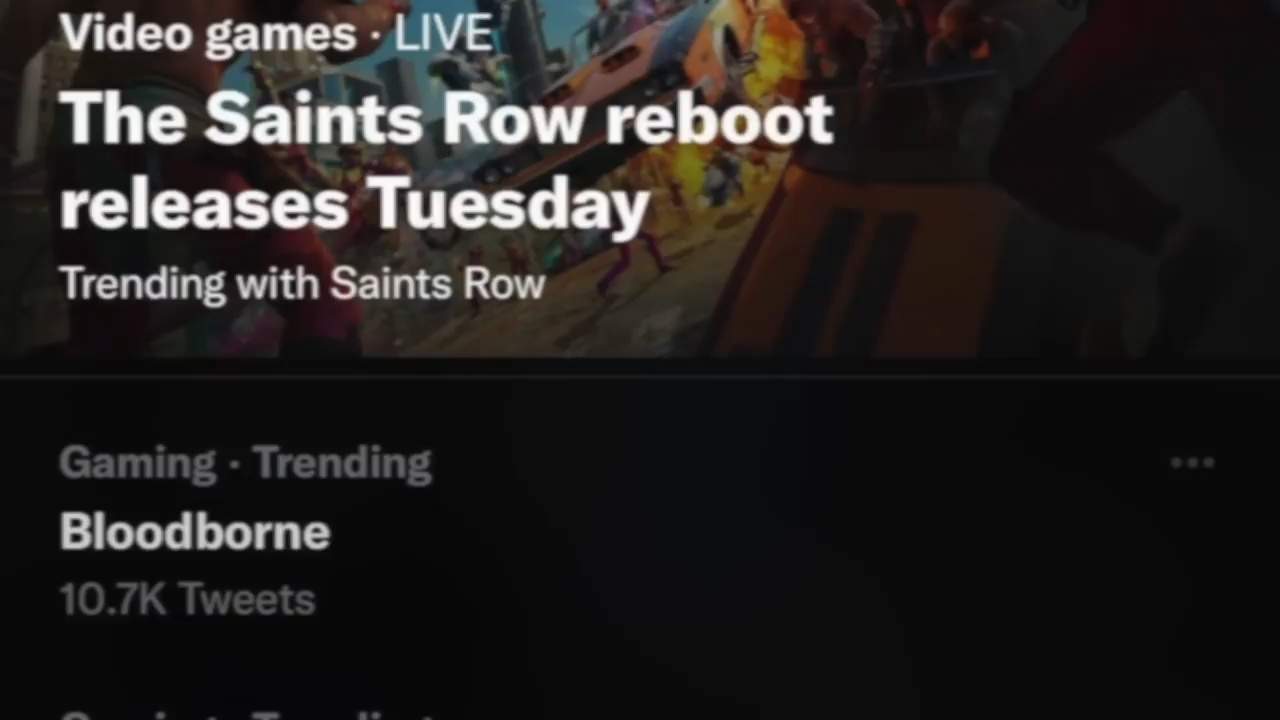 Video games · LIVE
The Saints Row reboot
releases Tuesday
Trending with Saints Row
Gaming · Trending
Bloodborne
10.7K Tweets